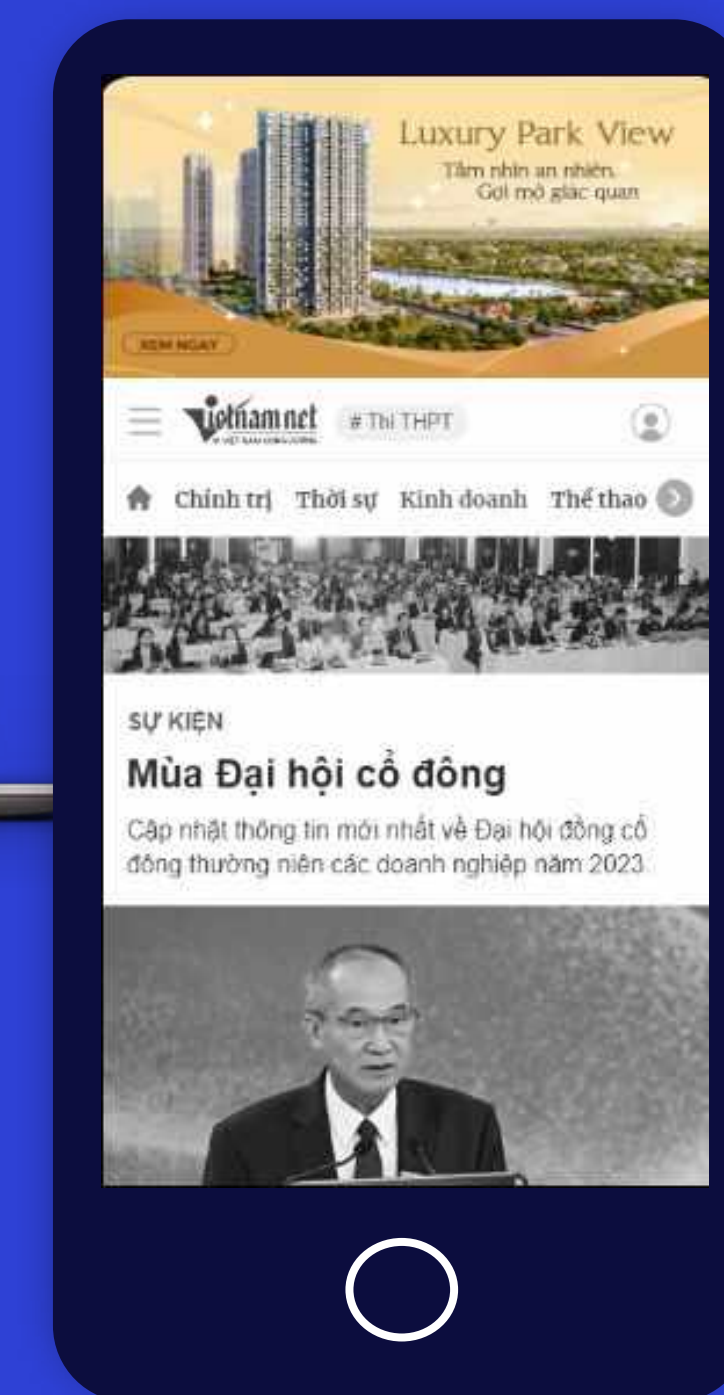 Luxury Park View
Tầm nhìn an nhiên.
Gợi mở giác quan
XEM NGAY
Vietnamnet
# Thi THPT
Chính trị Thời sự Kinh doanh Thể thao
SỰ KIỆN
Mùa Đại hội cổ đông
Cập nhật thông tin mới nhất về Đại hội đồng cổ
đông thường niên các doanh nghiệp năm 2023